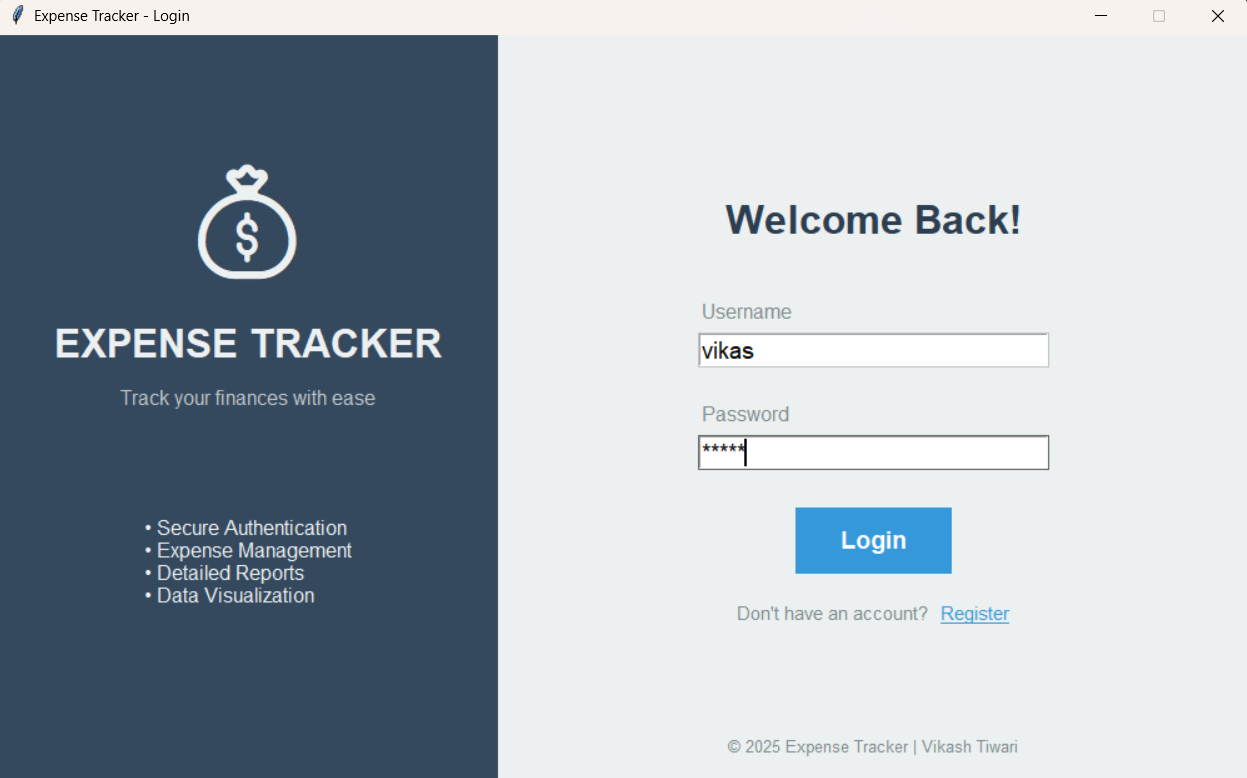 Expense Tracker - Login
$
EXPENSE TRACKER
Track your finances with ease
• Secure Authentication
• Expense Management
• Detailed Reports
• Data Visualization
Welcome Back!
Username
vikas
Password
*****
Login
Don't have an account? Register
© 2025 Expense Tracker | Vikash Tiwari